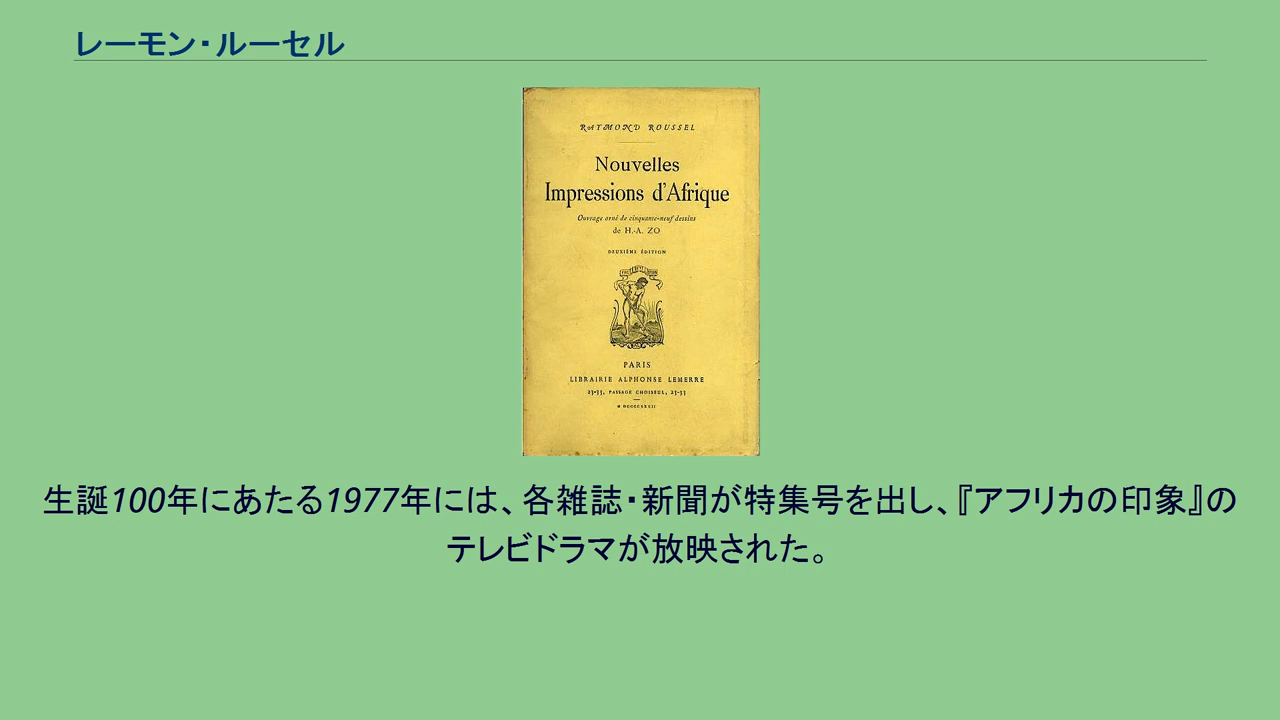 レーモン・ルーセル
RAYMOND ROUSSEL
Nouvelles
Impressions d'Afrique
Ouvrage orné de cinquante-neuf dessins
de H.-A. ZO
DEUXIÈME ÉDITION
PARIS
LIBRAIRIE ALPHONSE LEMERRE
23-33, PASSAGE CHOISEUL, 23-33
生誕100年にあたる1977年には、各雑誌・新聞が特集号を出し、『アフリカの印象』の
テレビドラマが放映された。